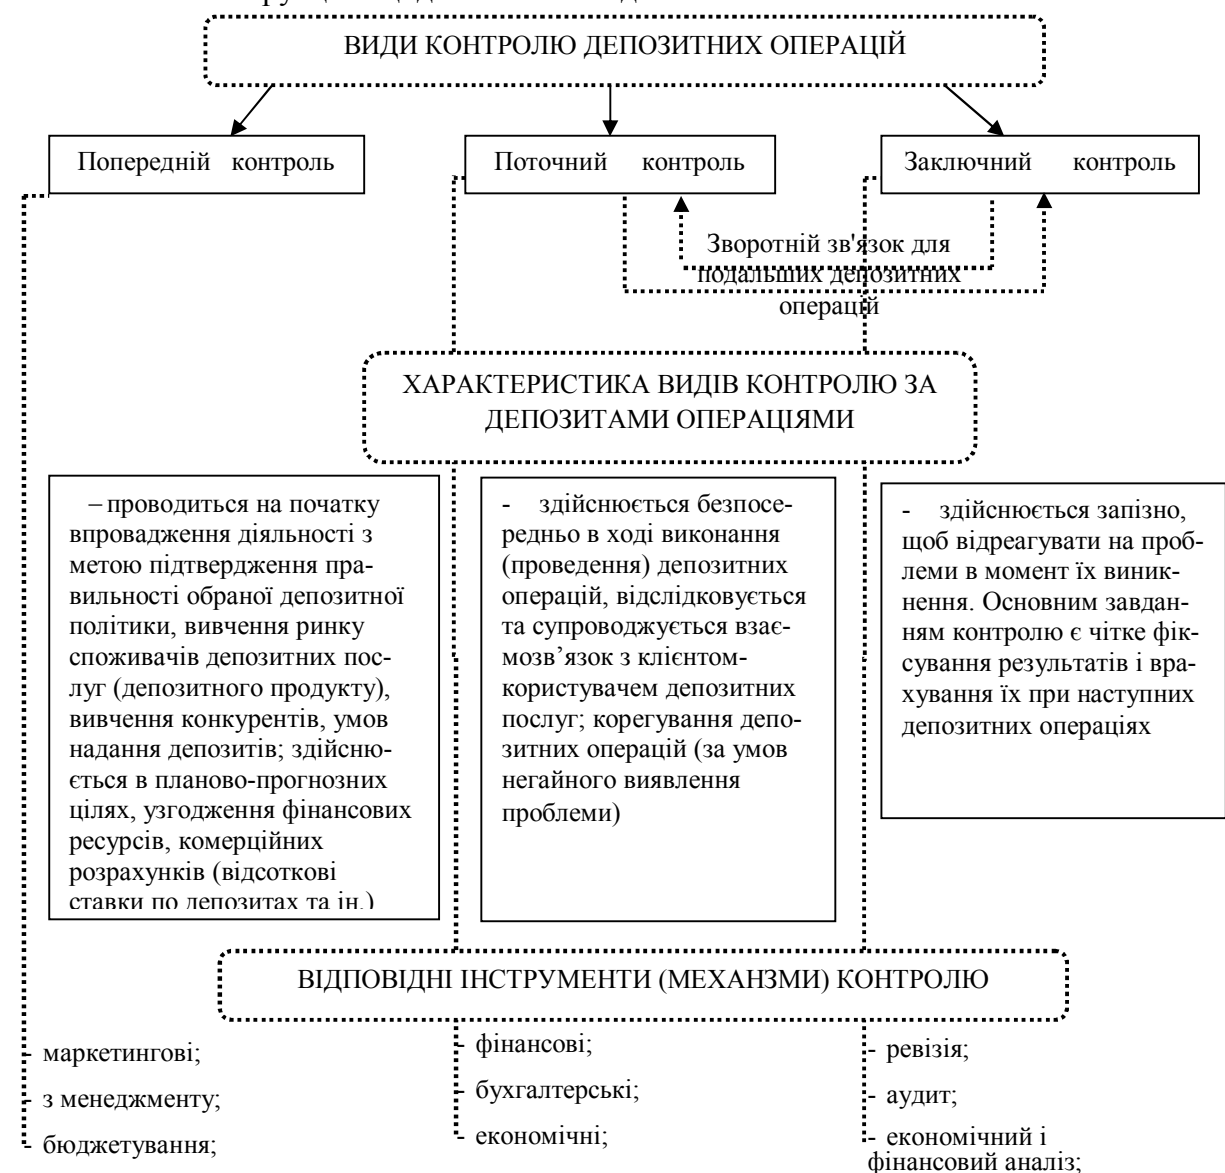 ВИДИ КОНТРОЛЮ ДЕПОЗИТНИХ ОПЕРАЦІЙ
Попередній контроль
Поточний контроль
Заключний контроль
Зворотній зв'язок для
подальших депозитних
операцій
ХАРАКТЕРИСТИКА ВИДІВ КОНТРОЛЮ ЗА
ДЕПОЗИТАМИ ОПЕРАЦІЯМИ
– проводиться на початку
впровадження діяльності з
метою підтвердження пра-
вильності обраної депозитної
політики, вивчення ринку
споживачів депозитних пос-
луг (депозитного продукту),
вивчення конкурентів, умов
надання депозитів; здійсню-
ється в планово-прогнозних
цілях, узгодження фінансових
ресурсів, комерційних
розрахунків (відсоткові
ставки по депозитах та ін.)
- здійснюється безпосе-
редньо в ході виконання
(проведення) депозитних
операцій, відслідковується
та супроводжується взає-
мозв’язок з клієнтом-
користувачем депозитних
послуг; корегування депо-
зитних операцій (за умов
негайного виявлення
проблеми)
- здійснюється запізно,
щоб відреагувати на проб-
леми в момент їх виник-
нення. Основним завдан-
ням контролю є чітке фік-
сування результатів і вра-
хування їх при наступних
депозитних операціях
ВІДПОВІДНІ ІНСТРУМЕНТИ (МЕХАНЗМИ) КОНТРОЛЮ
- маркетингові;
- з менеджменту;
- бюджетування;
- фінансові;
- бухгалтерські;
- економічні;
- ревізія;
- аудит;
- економічний і
фінансовий аналіз;